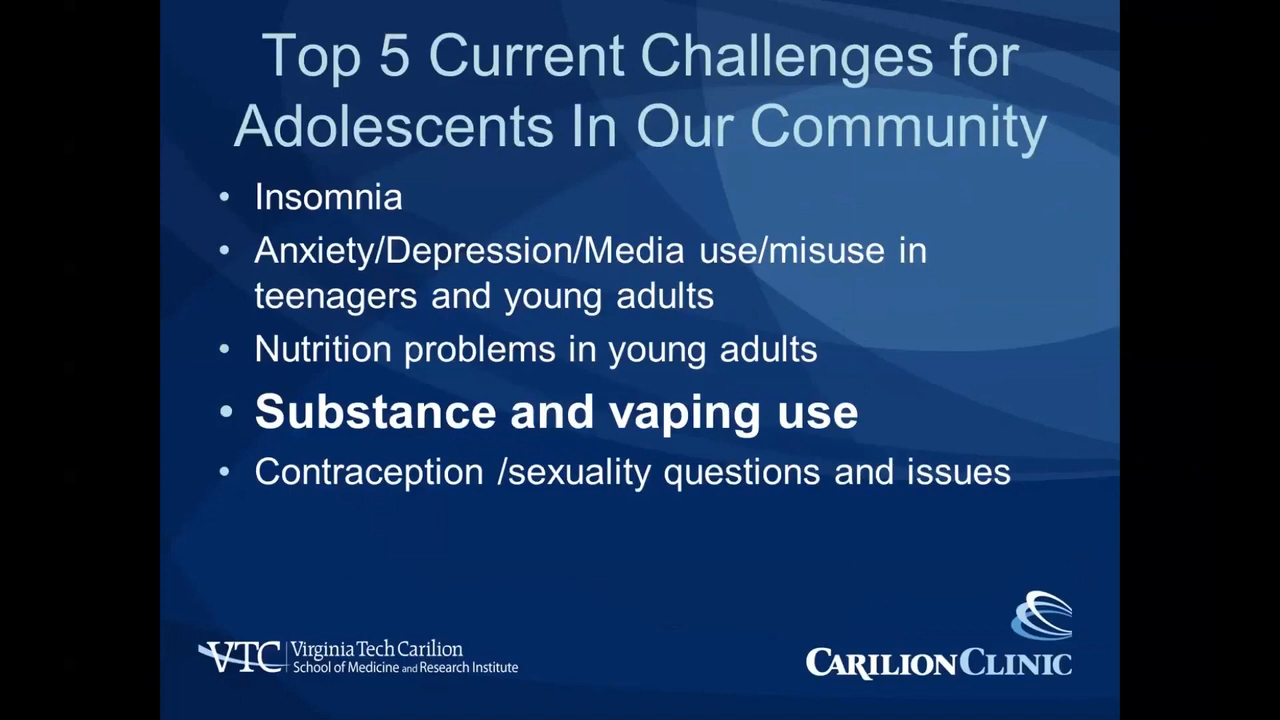 Top 5 Current Challenges for
Adolescents In Our Community
• Insomnia
• Anxiety/Depression/Media use/misuse in
teenagers and young adults
• Nutrition problems in young adults
• Substance and vaping use
• Contraception /sexuality questions and issues
VTC Virginia Tech Carilion
School of Medicine and Research Institute
CARILION CLINIC